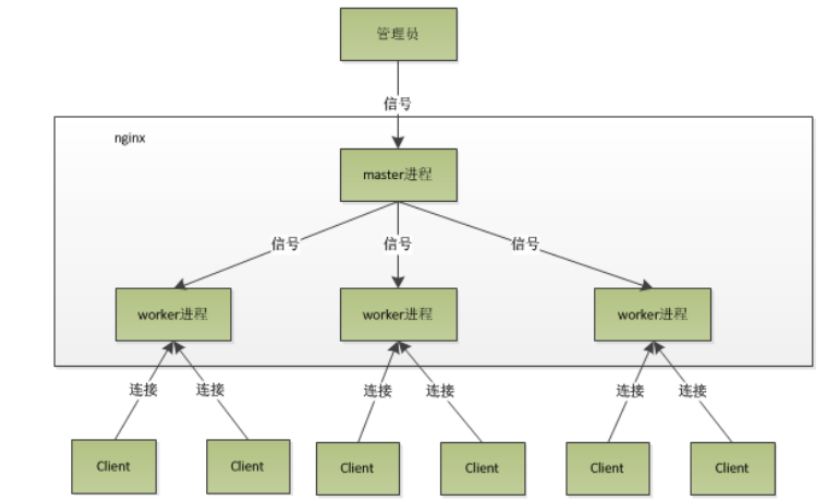 管理员
信号
nginx
master进程
信号 信号 信号
worker进程 worker进程 worker进程
连接 连接 连接 连接 连接 连接
Client Client Client Client Client Client